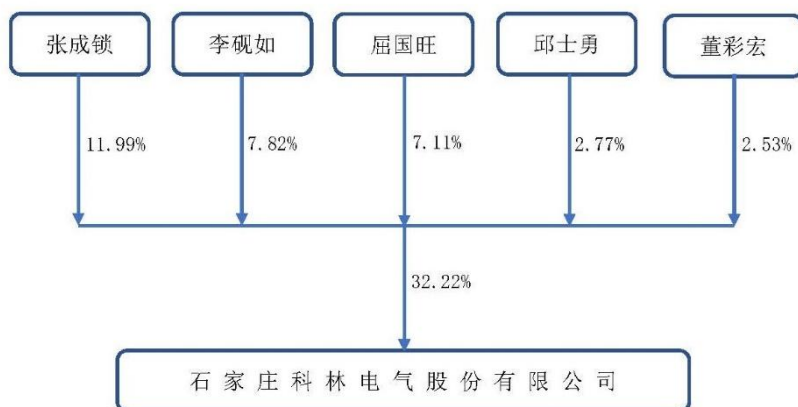 张成锁 李砚如 屈国旺 邱士勇 董彩宏
11.99% 7.82% 7.11% 2.77% 2.53%
32.22%
石家庄科林电气股份有限公司